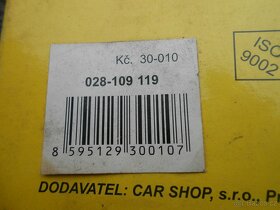 Kč. 30-010
ISO
9002
028-109 119
8 595129 300107
DODAVATEL: CAR SHOP, s.r.o.,